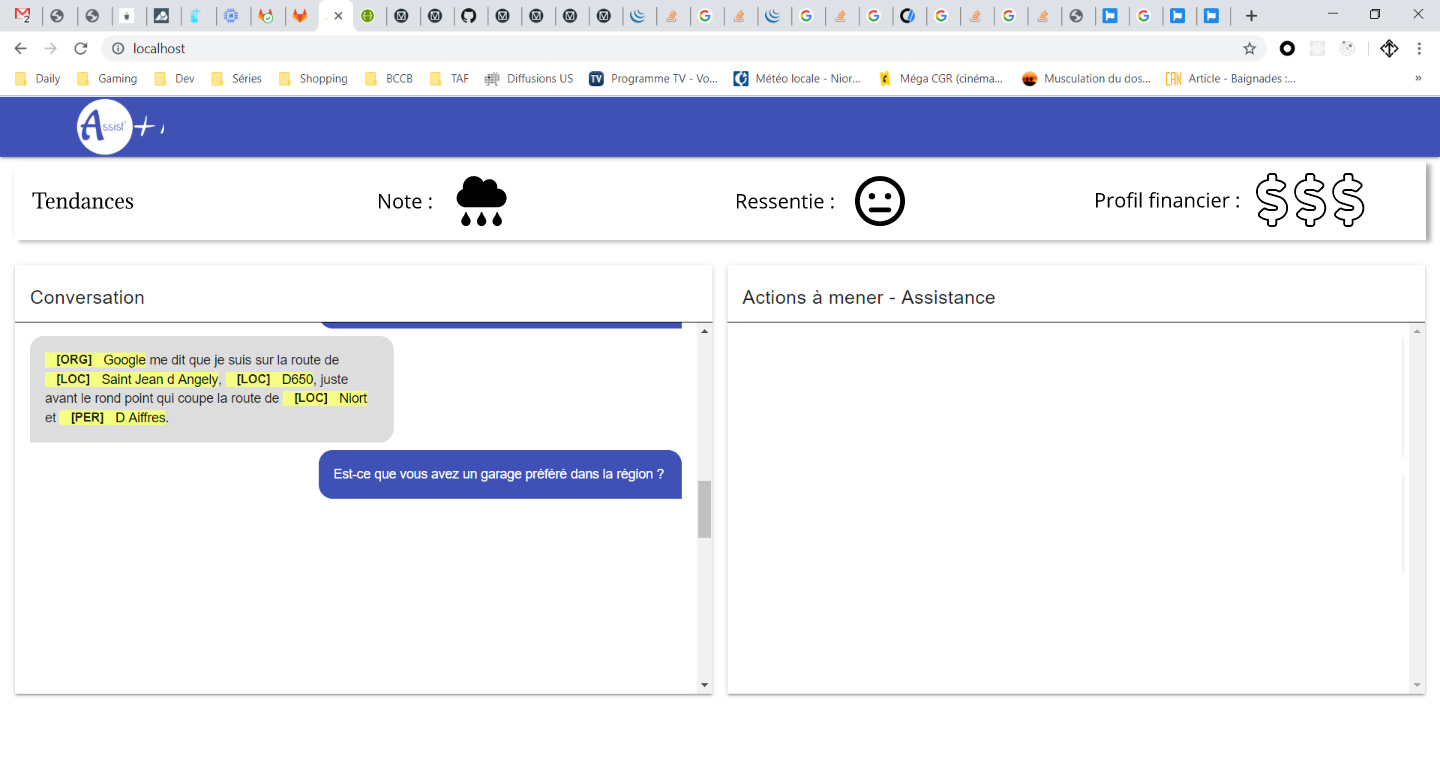 2
localhost
Daily Gaming Dev Séries Shopping BCCB TAF Diffusions US TV Programme TV - Vo... Météo locale - Nior... Méga CGR (cinéma... Musculation du dos... CAN Article - Baignades :... »
Assist' +
Tendances Note : Ressentie : Profil financier : $ $ $
Conversation
[ORG] Google me dit que je suis sur la route de
[LOC] Saint Jean d Angely, [LOC] D650, juste
avant le rond point qui coupe la route de [LOC] Niort
et [PER] D Aiffres.
Est-ce que vous avez un garage préféré dans la région ?
Actions à mener - Assistance